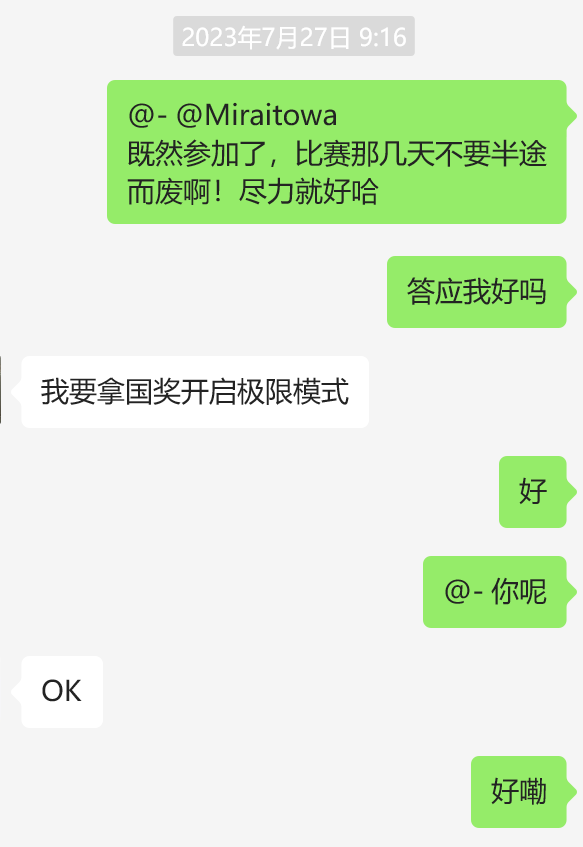 2023年7月27日 9:16
@- @Miraitowa
既然参加了，比赛那几天不要半途
而废啊！尽力就好哈
答应我好吗
我要拿国奖开启极限模式
好
@- 你呢
OK
好嘞